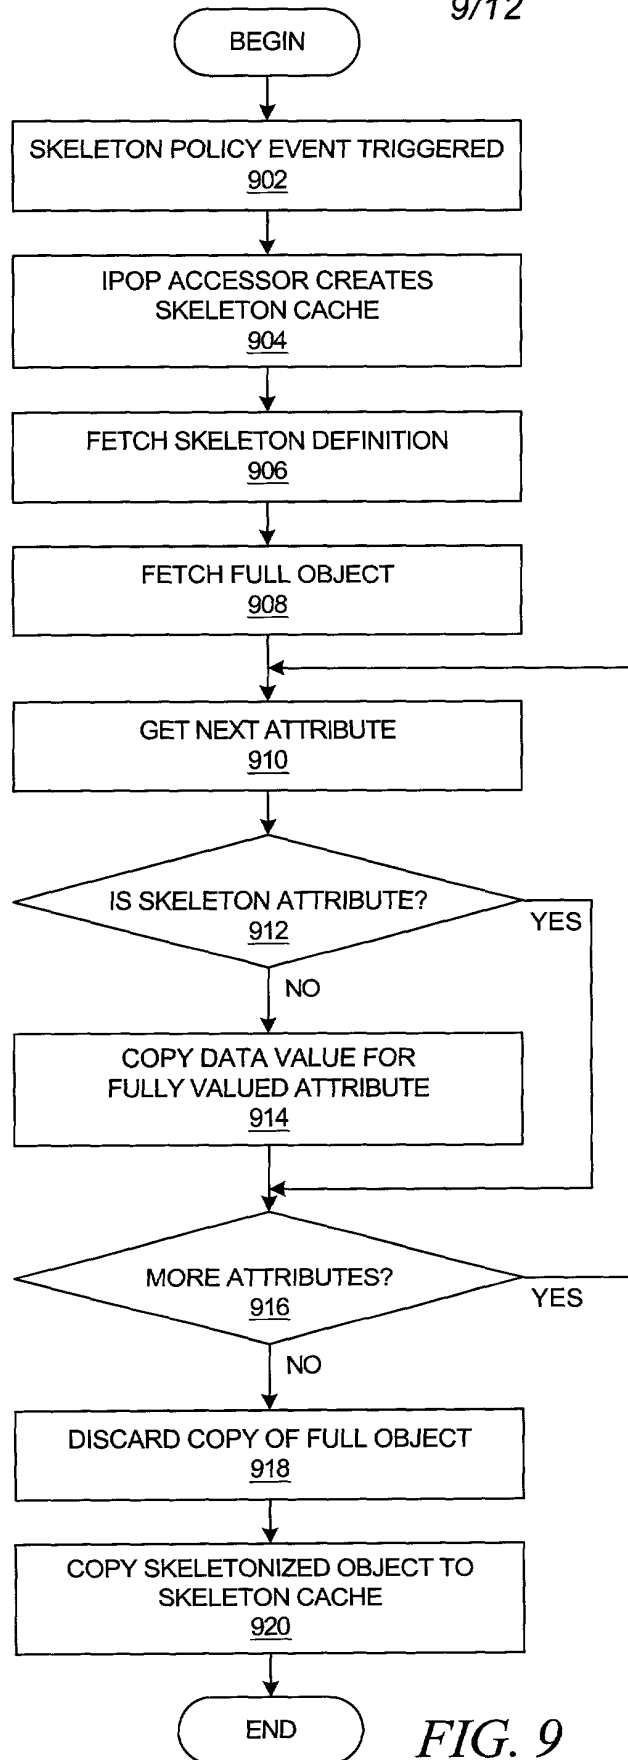 9/12
BEGIN
SKELETON POLICY EVENT TRIGGERED
902
IPOP ACCESSOR CREATES
SKELETON CACHE
904
FETCH SKELETON DEFINITION
906
FETCH FULL OBJECT
908
GET NEXT ATTRIBUTE
910
IS SKELETON ATTRIBUTE?
912
YES
NO
COPY DATA VALUE FOR
FULLY VALUED ATTRIBUTE
914
MORE ATTRIBUTES?
916
YES
NO
DISCARD COPY OF FULL OBJECT
918
COPY SKELETONIZED OBJECT TO
SKELETON CACHE
920
END
FIG. 9